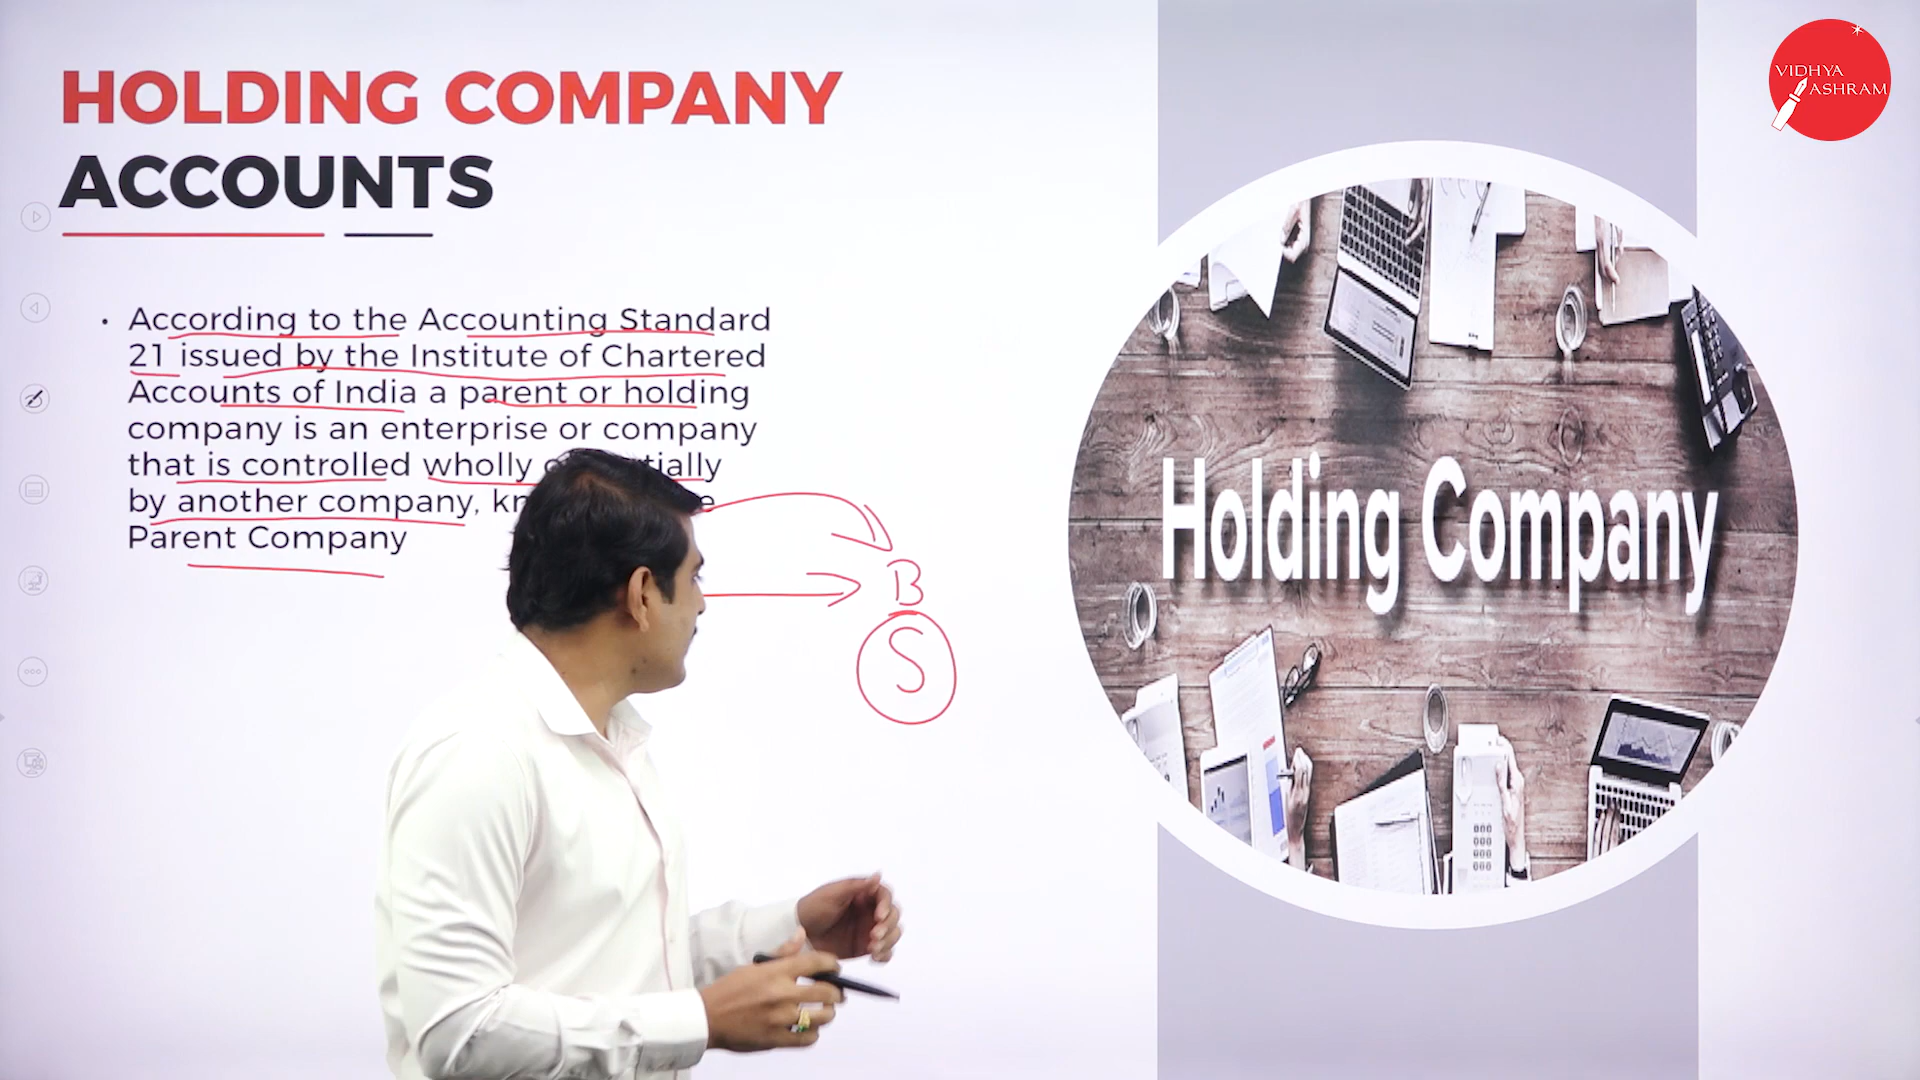 HOLDING COMPANY
ACCOUNTS
• According to the Accounting Standard
21 issued by the Institute of Chartered
Accounts of India a parent or holding
company is an enterprise or company
that is controlled wholly
by another company,
Parent Company
B
S
Holding Company
VIDHYA
ASHRAM